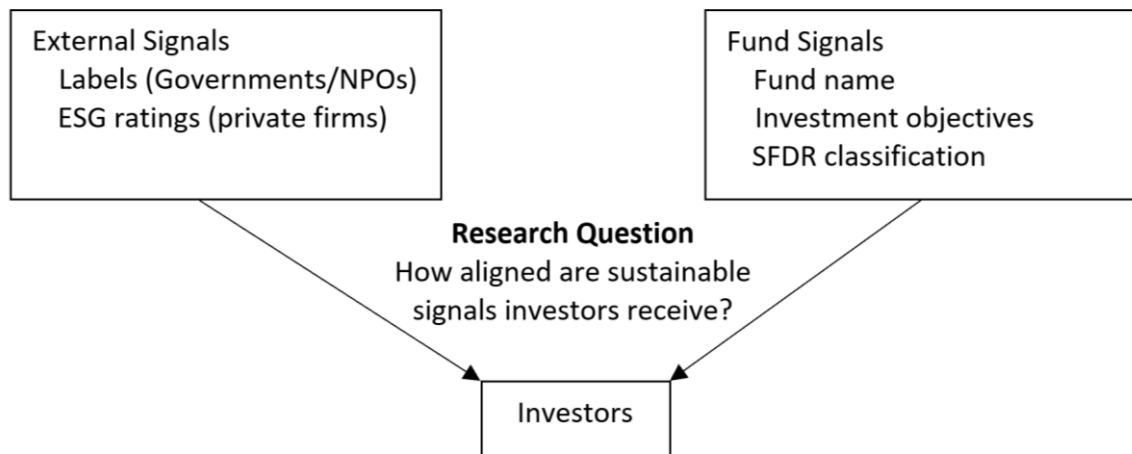 External Signals
Labels (Governments/NPOs)
ESG ratings (private firms)
Fund Signals
Fund name
Investment objectives
SFDR classification
Research Question
How aligned are sustainable
signals investors receive?
Investors